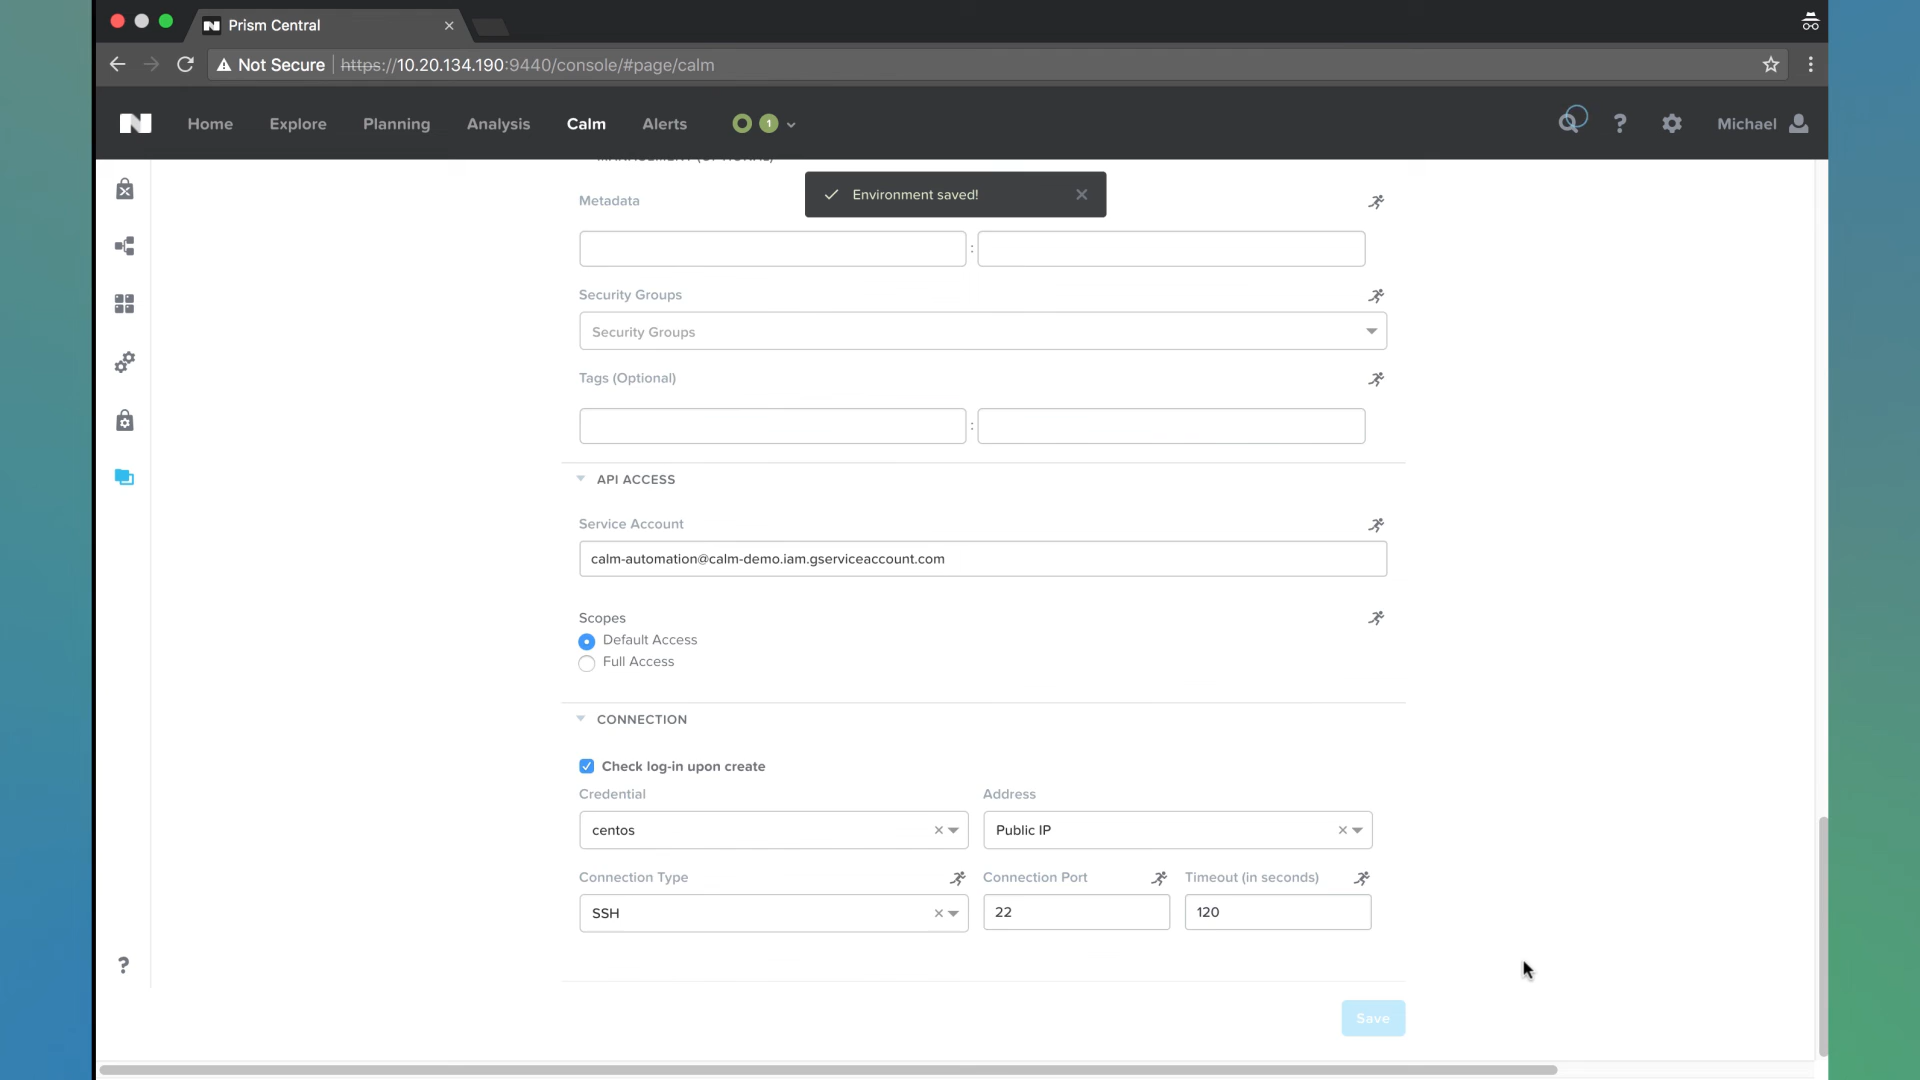 Prism Central
Not Secure https://10.20.134.190:9440/console/#page/calm
Home Explore Planning Analysis Calm Alerts 1 Michael
Environment saved!
Metadata
:
Security Groups
Security Groups
Tags (Optional)
:
API ACCESS
Service Account
calm-automation@calm-demo.iam.gserviceaccount.com
Scopes
Default Access
Full Access
CONNECTION
Check log-in upon create
Credential Address
centos Public IP
Connection Type Connection Port Timeout (in seconds)
SSH 22 120
Save